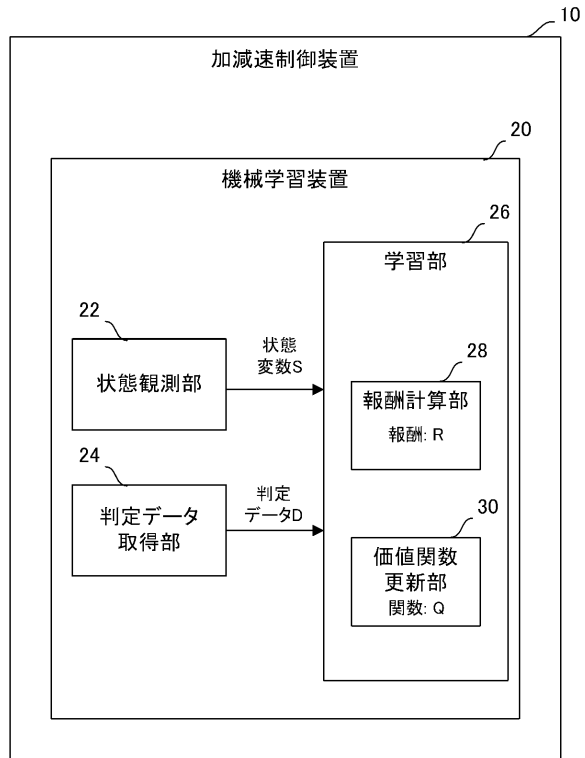 10
加減速制御装置
20
機械学習装置
26
学習部
22
状態観測部
状態
変数S
28
報酬計算部
報酬: R
24
判定データ
取得部
判定
データD
30
価値関数
更新部
関数: Q